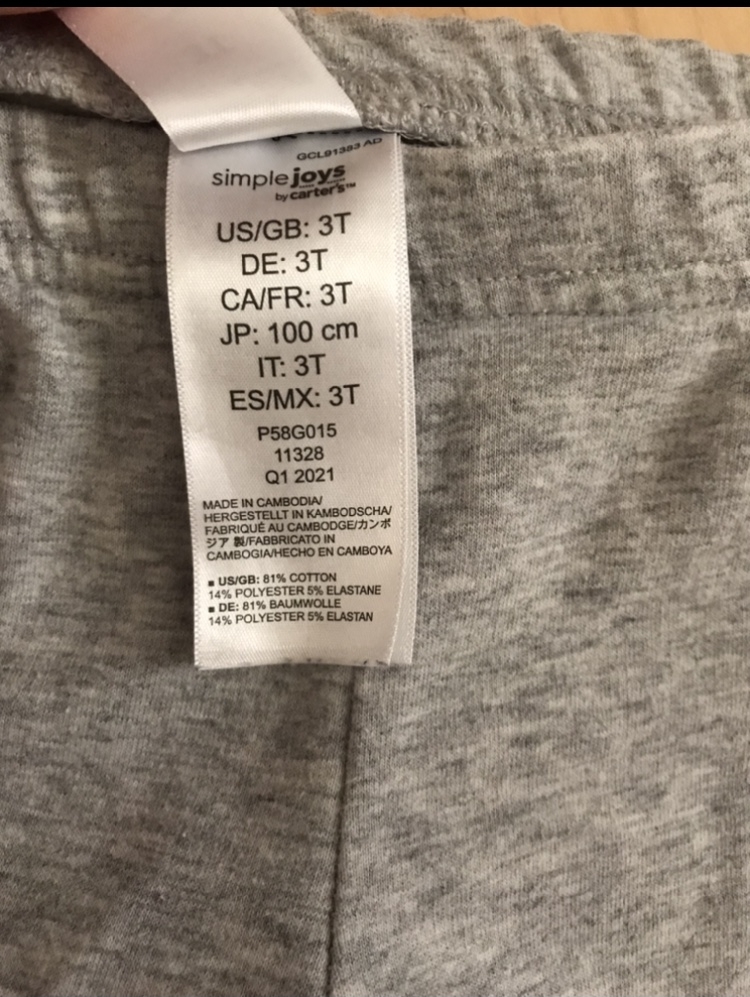 GCL91353 AD
simple joys
by carter's™
US/GB: 3T
DE: 3T
CA/FR: 3T
JP: 100 cm
IT: 3T
ES/MX: 3T
P58G015
11328
Q1 2021
MADE IN CAMBODIA/
HERGESTELLT IN KAMBODSCHA/
FABRIQUÉ AU CAMBODGE/カンボ
ジア 製/FABBRICATO IN
CAMBOGIA/HECHO EN CAMBOYA
▪ US/GB: 81% COTTON
14% POLYESTER 5% ELASTANE
▪ DE: 81% BAUMWOLLE
14% POLYESTER 5% ELASTAN